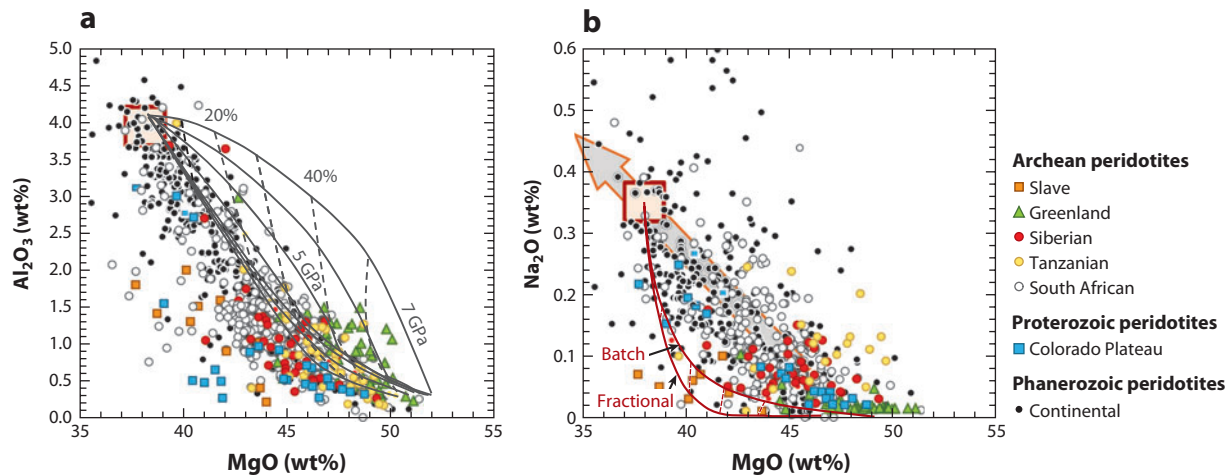 a
Al₂O₃ (wt%)
5.0
4.5
4.0
3.5
3.0
2.5
2.0
1.5
1.0
0.5
0.0
20%
40%
5 GPa
7 GPa
35 40 45 50 55
MgO (wt%)
b
Na₂O (wt%)
0.6
0.5
0.4
0.3
0.2
0.1
0
Batch
Fractional
35 40 45 50 55
MgO (wt%)
Archean peridotites
Slave
Greenland
Siberian
Tanzanian
South African
Proterozoic peridotites
Colorado Plateau
Phanerozoic peridotites
Continental